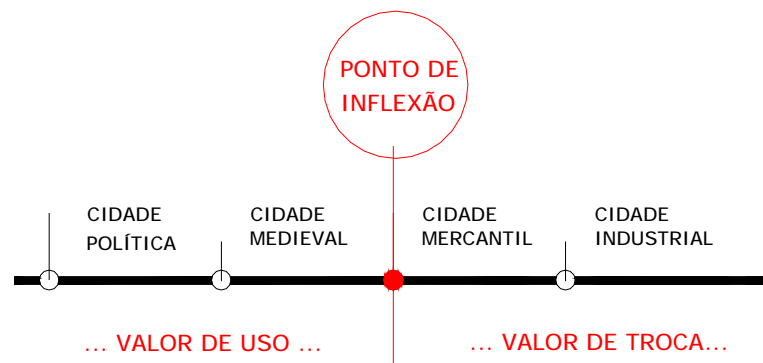 PONTO DE
INFLEXÃO
CIDADE
POLÍTICA
CIDADE
MEDIEVAL
CIDADE
MERCANTIL
CIDADE
INDUSTRIAL
... VALOR DE USO ...
... VALOR DE TROCA...